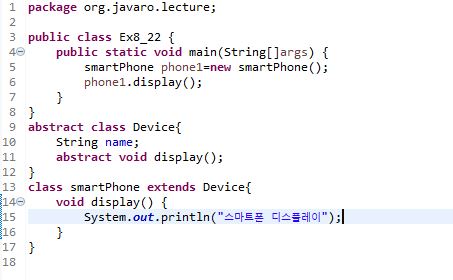 1 package org.javaro.lecture;
2
3 public class Ex8_22 {
4     public static void main(String[]args) {
5         smartPhone phone1=new smartPhone();
6         phone1.display();
7     }
8 }
9 abstract class Device{
10     String name;
11     abstract void display();
12 }
13 class smartPhone extends Device{
14     void display() {
15         System.out.println("스마트폰 디스플레이");
16     }
17 }
18